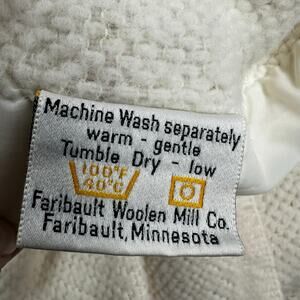 Machine Wash separately
warm - gentle
Tumble Dry - low
100°F
40°C
Faribault Woolen Mill Co.
Faribault, Minnesota